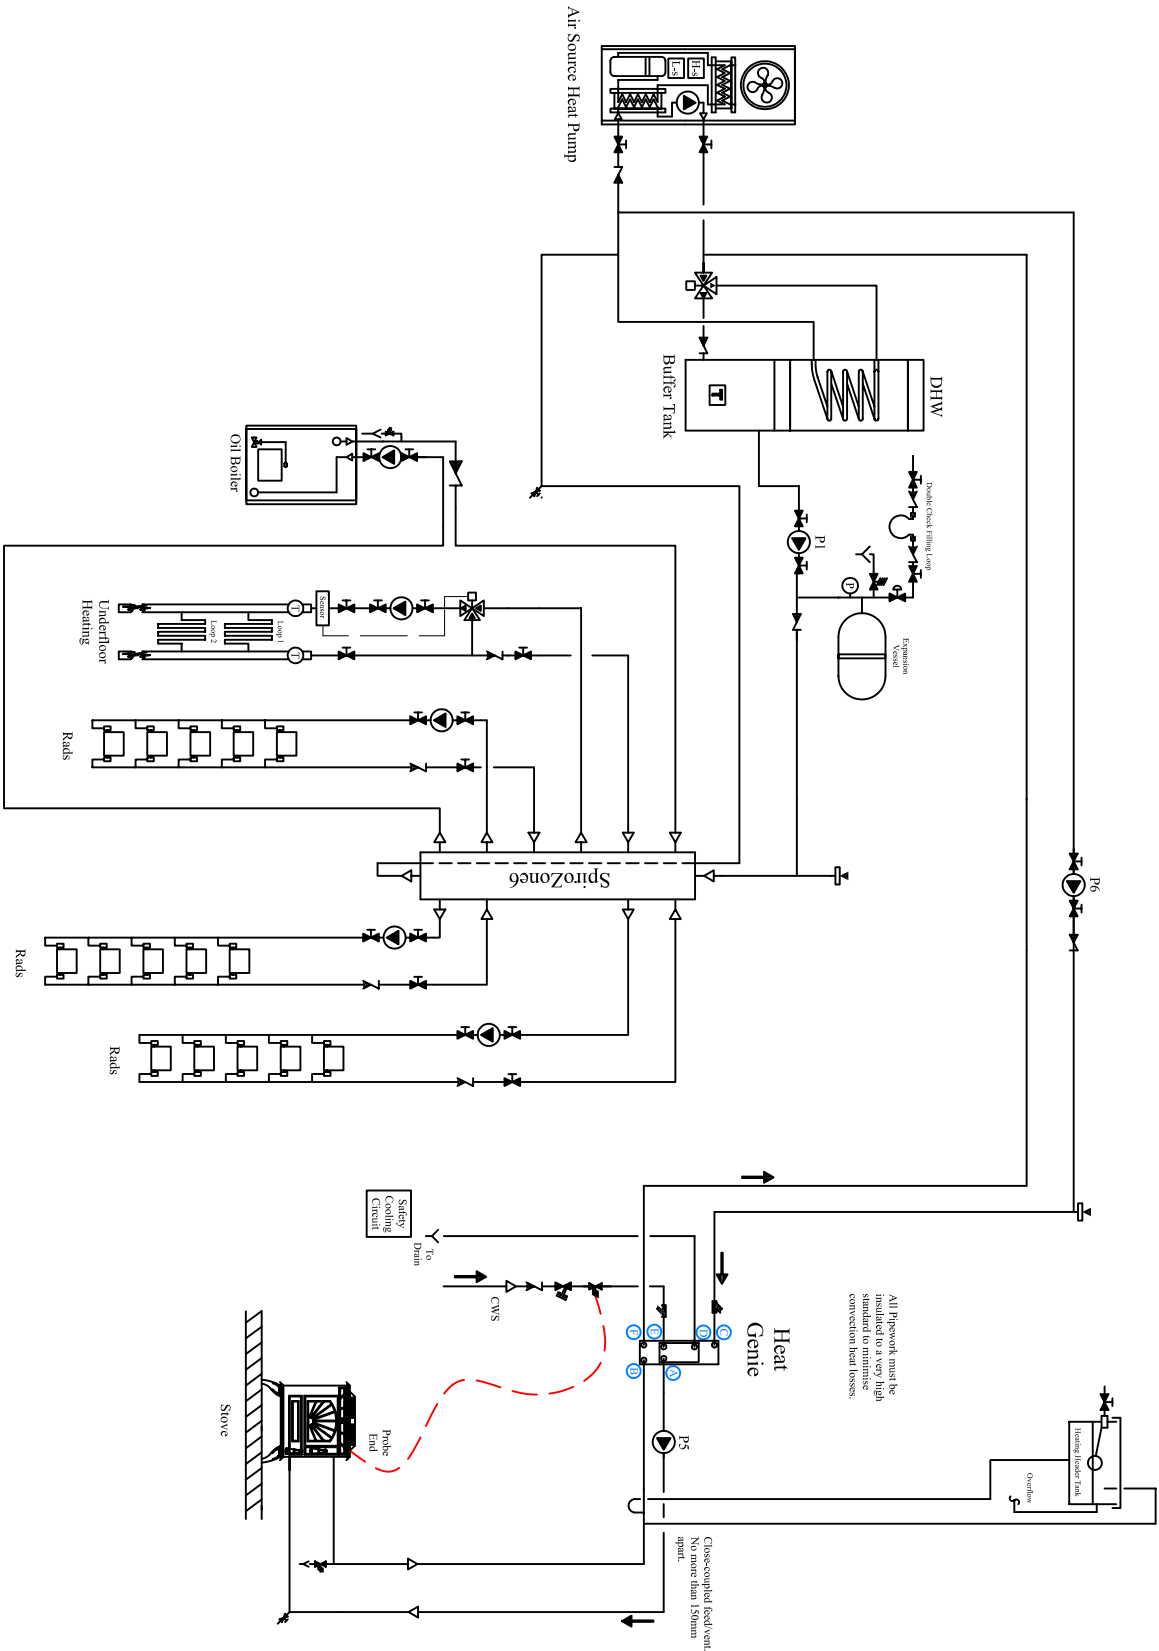 Air Source Heat Pump
H-s
L-s
DHW
Buffer Tank
T
Oil Boiler
Double Check Filling Loop
P1
P
Expansion
Vessel
Underfloor
Heating
Sensor
T
T
Loop 1
Loop 2
Rads
SpiroZone6
P6
Rads
Rads
Safety
Cooling
Circuit
To
Drain
CWS
Heat
Genie
A
B
C
D
E
F
P5
All Pipework must be
insulated to a very high
standard to minimise
convection heat losses.
Heating Header Tank
Overflow
Close-coupled feed/vent.
No more than 150mm
apart.
Probe
End
Stove